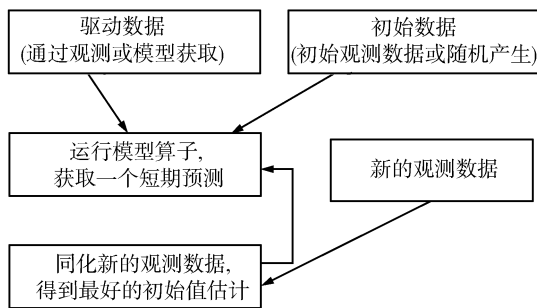 驱动数据
(通过观测或模型获取)
初始数据
(初始观测数据或随机产生)
运行模型算子,
获取一个短期预测
新的观测数据
同化新的观测数据,
得到最好的初始值估计